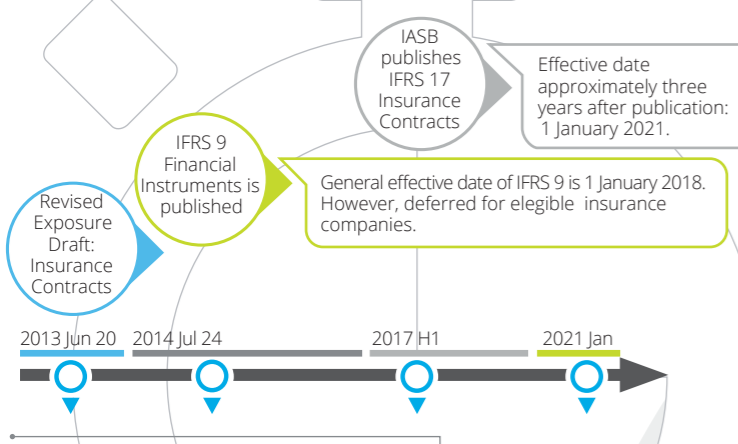 IASB
publishes
IFRS 17
Insurance
Contracts
Effective date
approximately three
years after publication:
1 January 2021.
IFRS 9
Financial
Instruments is
published
General effective date of IFRS 9 is 1 January 2018.
However, deferred for elegible insurance
companies.
Revised
Exposure
Draft:
Insurance
Contracts
2013 Jun 20
2014 Jul 24
2017 H1
2021 Jan